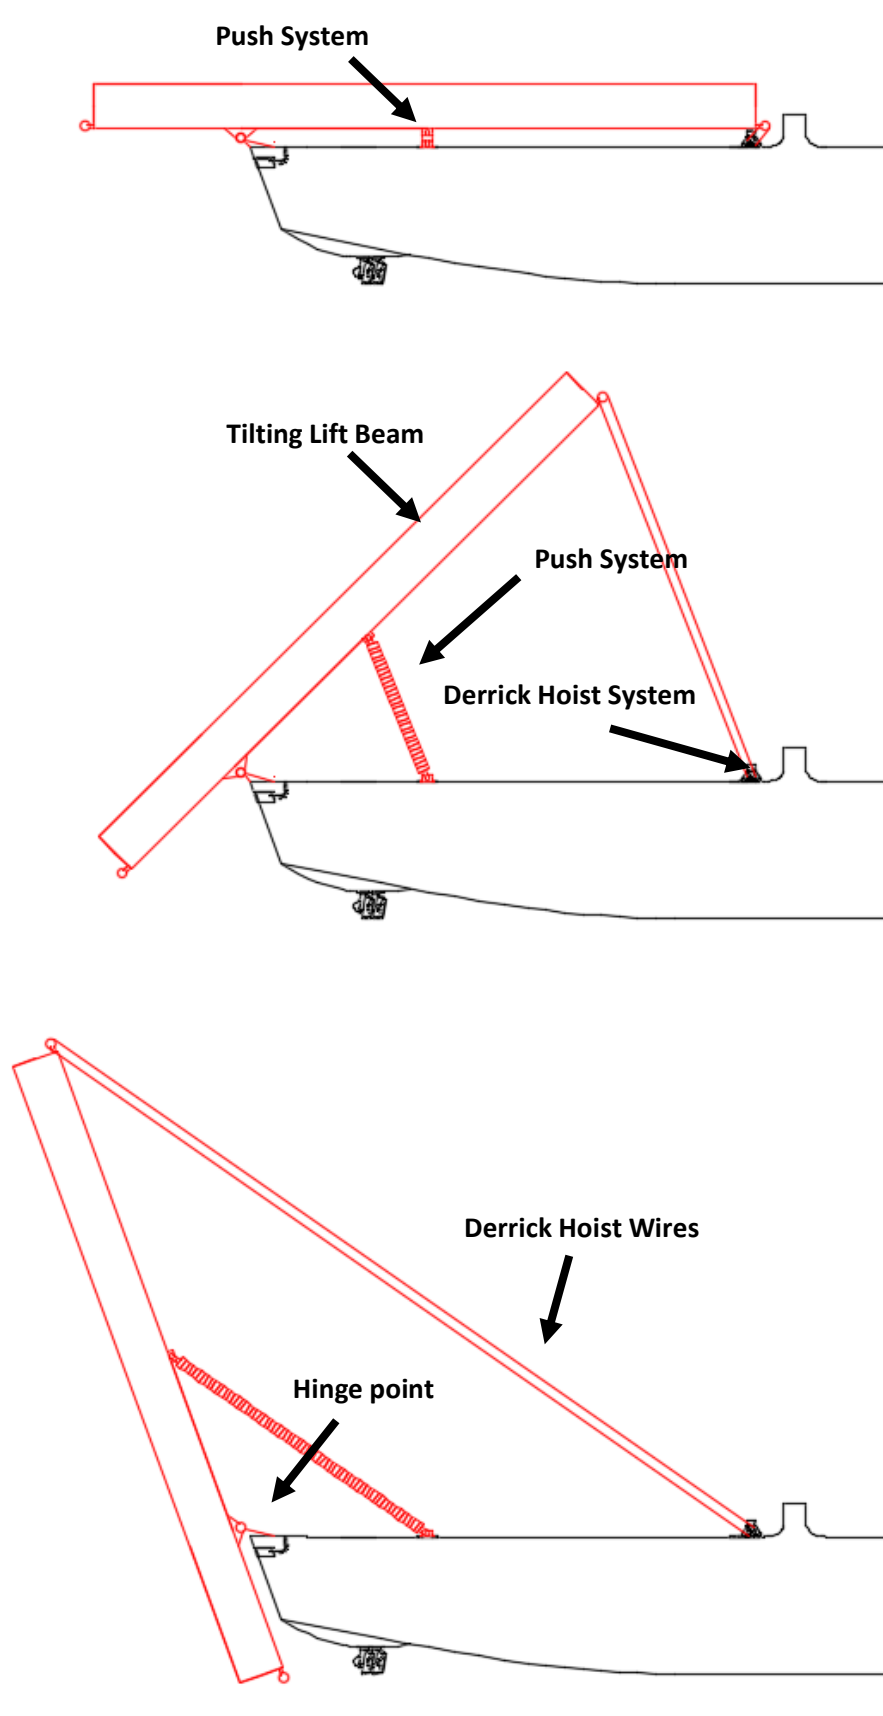 Push System
Tilting Lift Beam
Push System
Derrick Hoist System
Derrick Hoist Wires
Hinge point